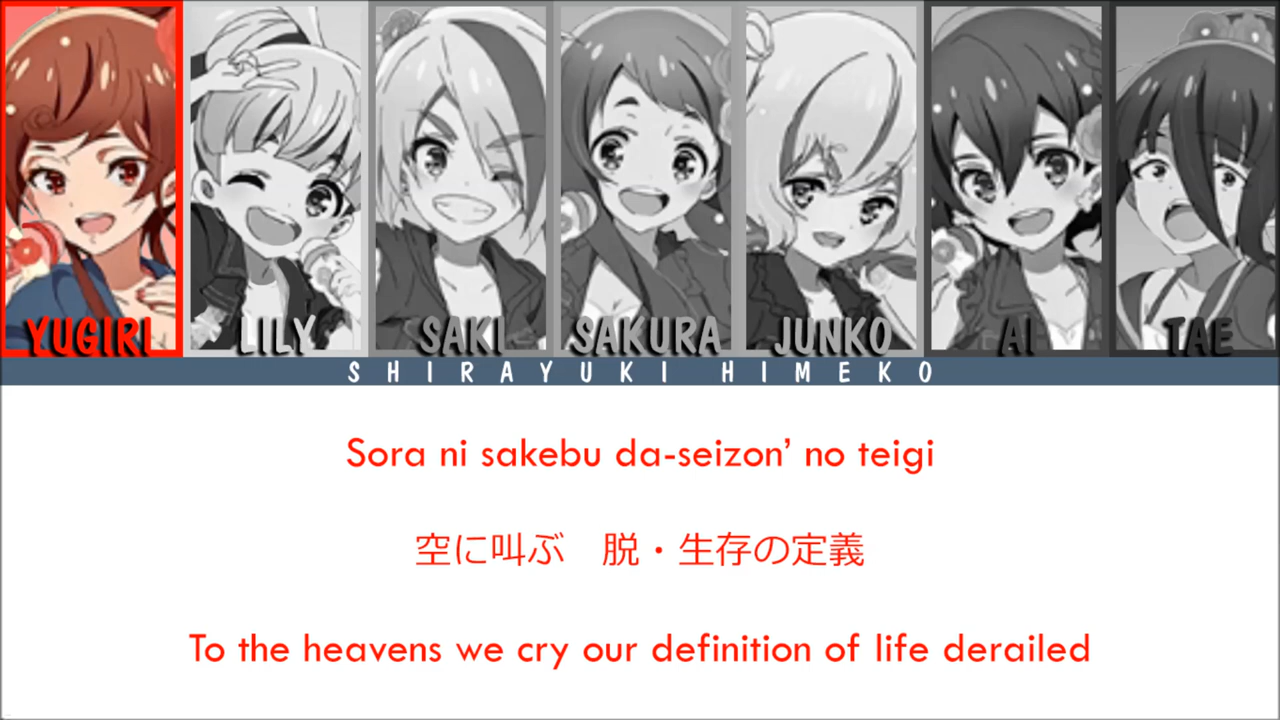 YUGIRI LILY SAKI SAKURA JUNKO AI TAE
SHIRAYUKI HIMEKO
Sora ni sakebu da-seizon’ no teigi
空に叫ぶ　脱・生存の定義
To the heavens we cry our definition of life derailed